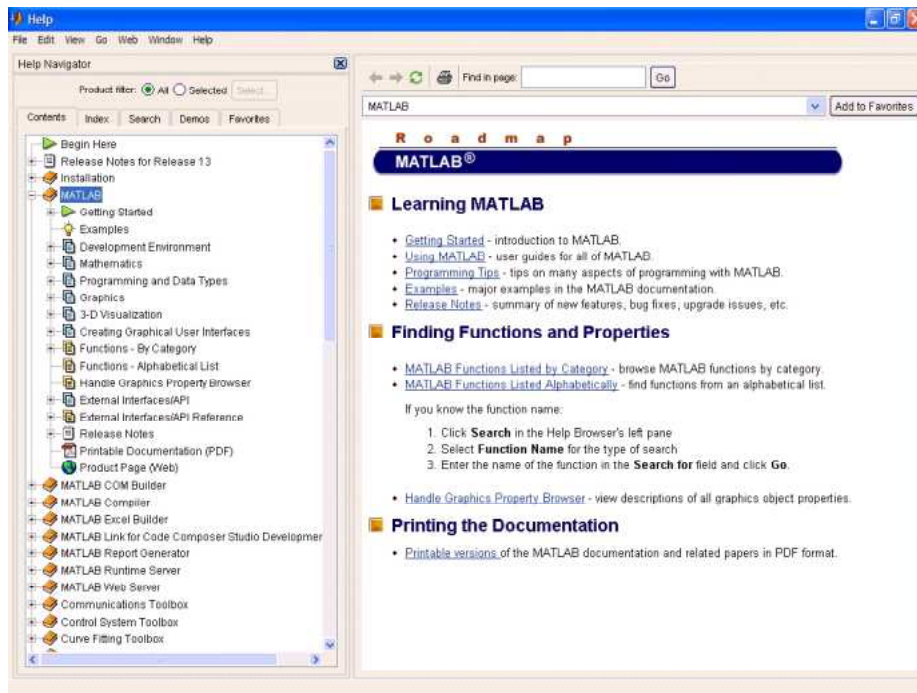 Help
File Edit View Go Web Window Help
Help Navigator
Product filter: All Selected Select...
Contents Index Search Demos Favorites
Begin Here
Release Notes for Release 13
Installation
MATLAB
Getting Started
Examples
Development Environment
Mathematics
Programming and Data Types
Graphics
3-D Visualization
Creating Graphical User Interfaces
Functions - By Category
Functions - Alphabetical List
Handle Graphics Property Browser
External Interfaces/API
External Interfaces/API Reference
Release Notes
Printable Documentation (PDF)
Product Page (Web)
MATLAB COM Builder
MATLAB Compiler
MATLAB Excel Builder
MATLAB Link for Code Composer Studio Developmer
MATLAB Report Generator
MATLAB Runtime Server
MATLAB Web Server
Communications Toolbox
Control System Toolbox
Curve Fitting Toolbox
Find in page: Go
MATLAB Add to Favorites
Roadmap
MATLAB®
Learning MATLAB
• Getting Started - introduction to MATLAB.
• Using MATLAB - user guides for all of MATLAB.
• Programming Tips - tips on many aspects of programming with MATLAB.
• Examples - major examples in the MATLAB documentation.
• Release Notes - summary of new features, bug fixes, upgrade issues, etc.
Finding Functions and Properties
• MATLAB Functions Listed by Category - browse MATLAB functions by category.
• MATLAB Functions Listed Alphabetically - find functions from an alphabetical list.
If you know the function name:
1. Click Search in the Help Browser's left pane
2. Select Function Name for the type of search
3. Enter the name of the function in the Search for field and click Go.
• Handle Graphics Property Browser - view descriptions of all graphics object properties.
Printing the Documentation
• Printable versions of the MATLAB documentation and related papers in PDF format.